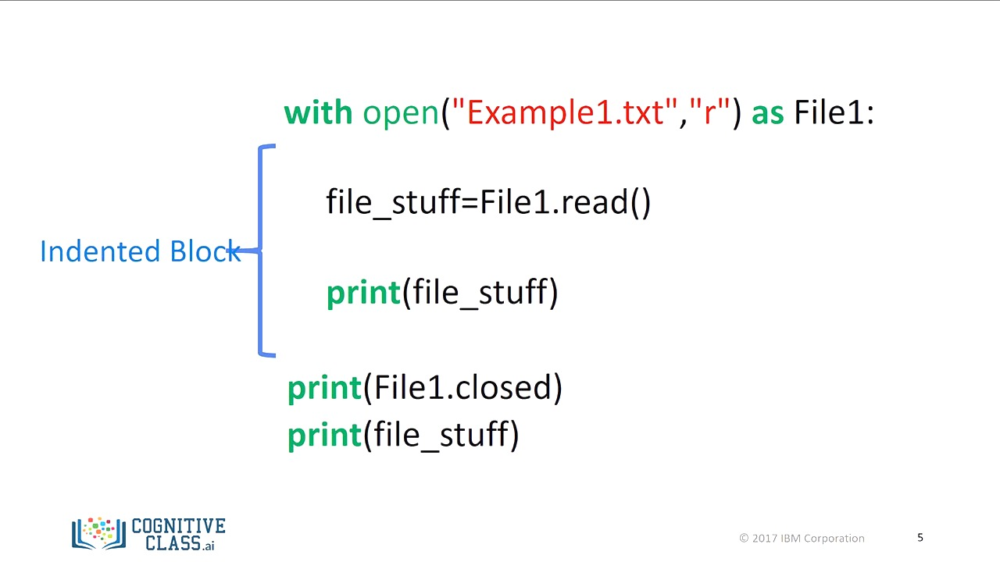 with open("Example1.txt","r") as File1:
file_stuff=File1.read()
Indented Block
print(file_stuff)
print(File1.closed)
print(file_stuff)
COGNITIVE
CLASS.ai
© 2017 IBM Corporation
5